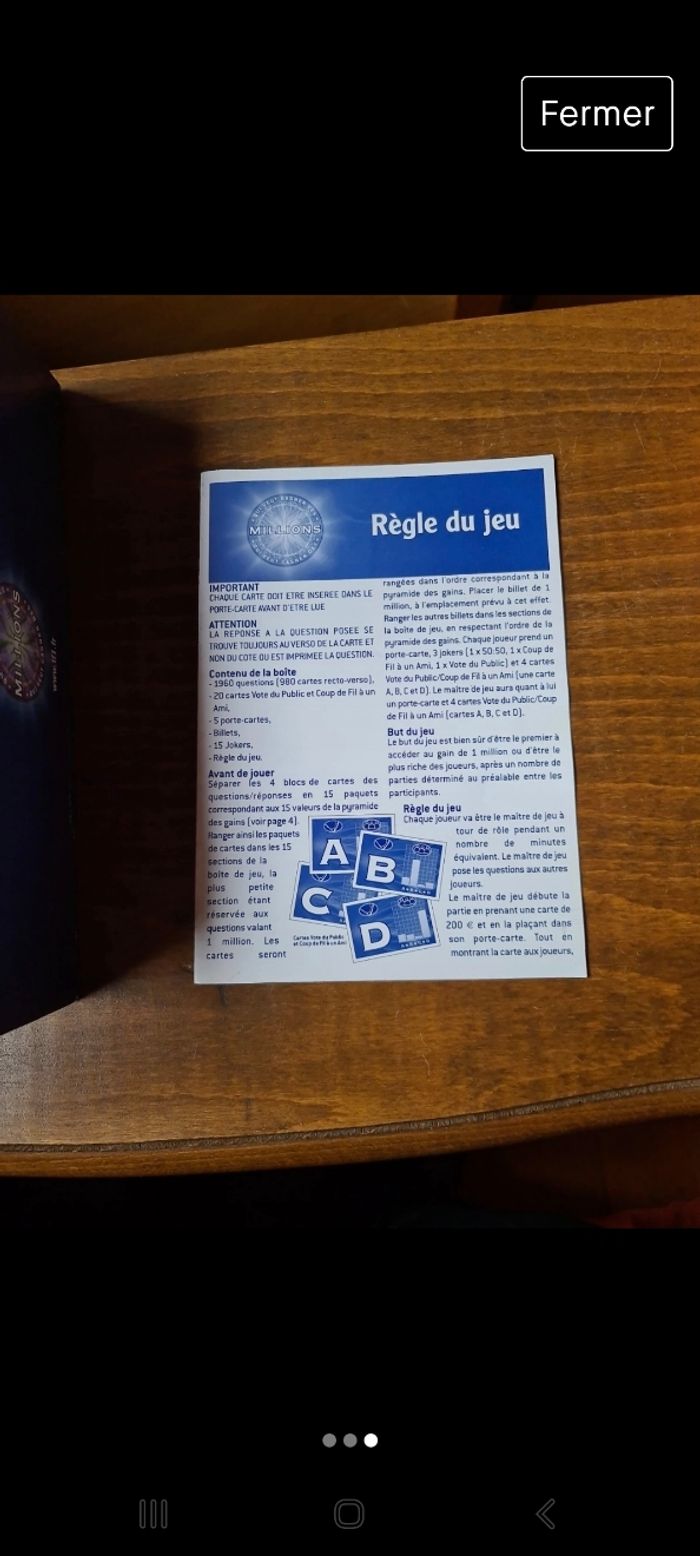 Fermer
MILLIONS
Règle du jeu
IMPORTANT
CHAQUE CARTE DOIT ETRE INSEREE DANS LE
PORTE-CARTE AVANT D'ETRE LUE
ATTENTION
LA REPONSE A LA QUESTION POSEE SE
TROUVE TOUJOURS AU VERSO DE LA CARTE ET
NON DU COTE OU EST IMPRIMEE LA QUESTION.
Contenu de la boîte
- 1960 questions (980 cartes recto-verso),
- 20 cartes Vote du Public et Coup de Fil à un
Ami,
- 5 porte-cartes,
- Billets,
- 15 Jokers,
- Règle du jeu.
Avant de jouer
Séparer les 4 blocs de cartes des
questions/réponses en 15 paquets
correspondant aux 15 valeurs de la pyramide
des gains (voir page 4).
Ranger ainsi les paquets
de cartes dans les 15
sections de la
boîte de jeu, la
plus petite
section étant
réservée aux
questions valant
1 million. Les
cartes seront
A
B
C
D
Cartes Vote du Public
et Coup de Fil à un Ami
rangées dans l'ordre correspondant à la
pyramide des gains. Placer le billet de 1
million, à l'emplacement prévu à cet effet.
Ranger les autres billets dans les sections de
la boîte de jeu, en respectant l'ordre de la
pyramide des gains. Chaque joueur prend un
porte-carte, 3 jokers (1 x 50:50, 1 x Coup de
Fil à un Ami, 1 x Vote du Public) et 4 cartes
Vote du Public/Coup de Fil à un Ami (une carte
A, B, C et D). Le maître de jeu aura quant à lui
un porte-carte et 4 cartes Vote du Public/Coup
de Fil à un Ami (cartes A, B, C et D).
But du jeu
Le but du jeu est bien sûr d'être le premier à
accéder au gain de 1 million ou d'être le
plus riche des joueurs, après un nombre de
parties déterminé au préalable entre les
participants.
Règle du jeu
Chaque joueur va être le maître de jeu à
tour de rôle pendant un
nombre de minutes
équivalent. Le maître de jeu
pose les questions aux autres
joueurs.
Le maître de jeu débute la
partie en prenant une carte de
200 € et en la plaçant dans
son porte-carte. Tout en
montrant la carte aux joueurs,
MILLIONS
www.tf1.fr